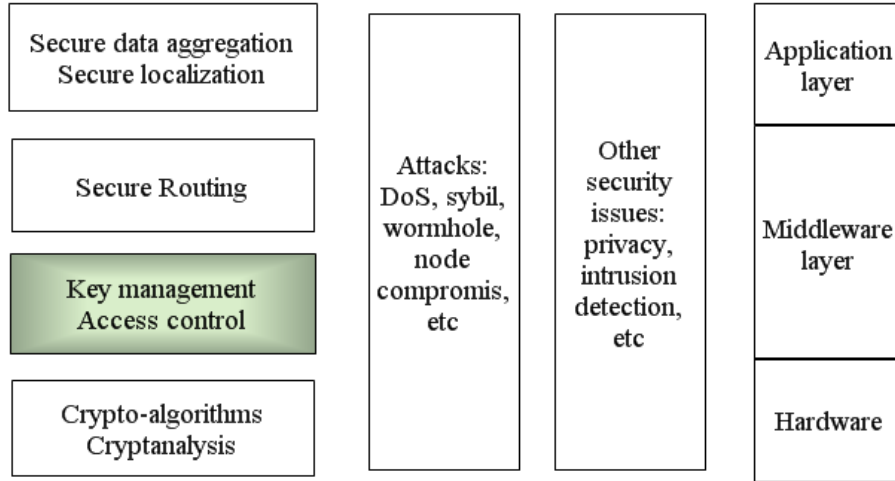 Secure data aggregation
Secure localization
Secure Routing
Key management
Access control
Crypto-algorithms
Cryptanalysis
Attacks:
DoS, sybil,
wormhole,
node
compromis,
etc
Other
security
issues:
privacy,
intrusion
detection,
etc
Application
layer
Middleware
layer
Hardware